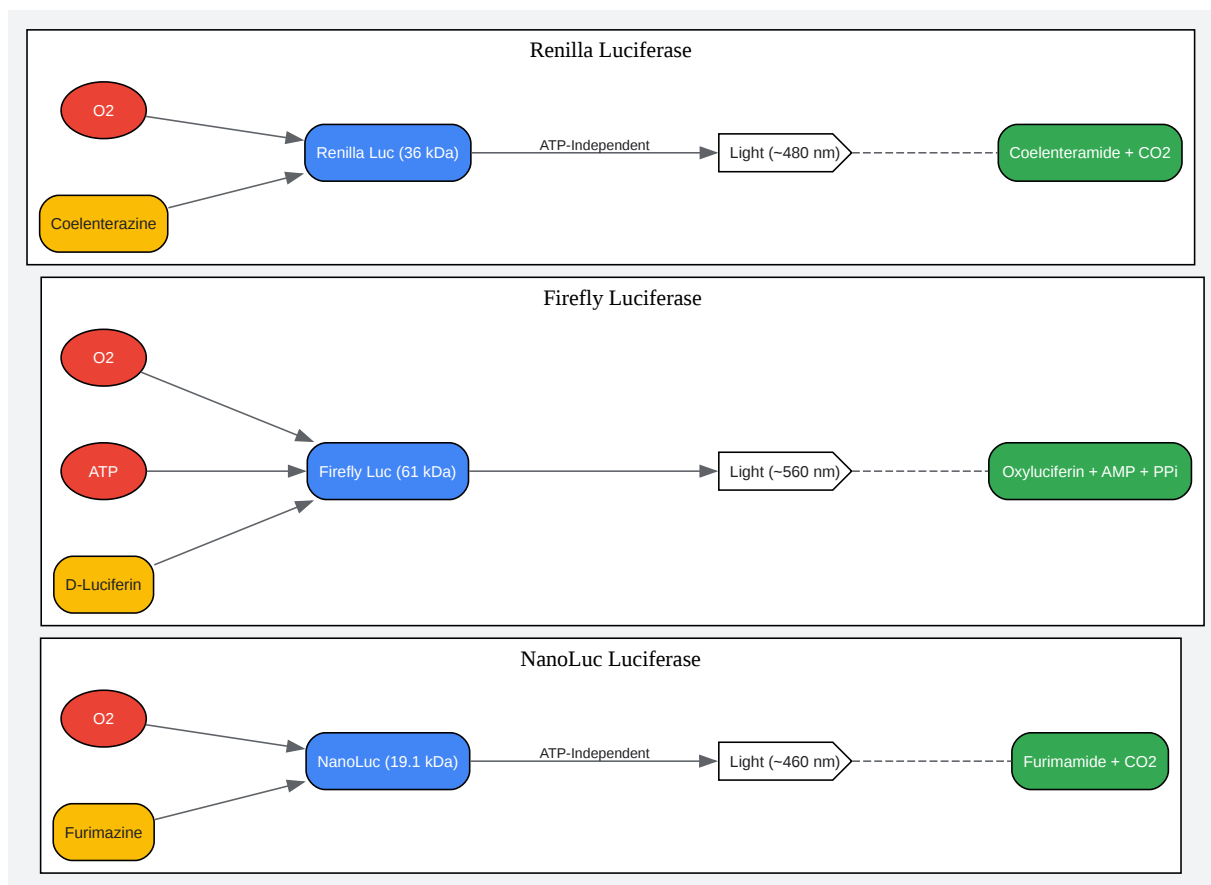 Renilla Luciferase
O2
Coelenterazine
Renilla Luc (36 kDa)
ATP-Independent
Light (~480 nm)
Coelenteramide + CO2
Firefly Luciferase
O2
ATP
D-Luciferin
Firefly Luc (61 kDa)
Light (~560 nm)
Oxyluciferin + AMP + PPi
NanoLuc Luciferase
O2
Furimazine
NanoLuc (19.1 kDa)
ATP-Independent
Light (~460 nm)
Furimamide + CO2